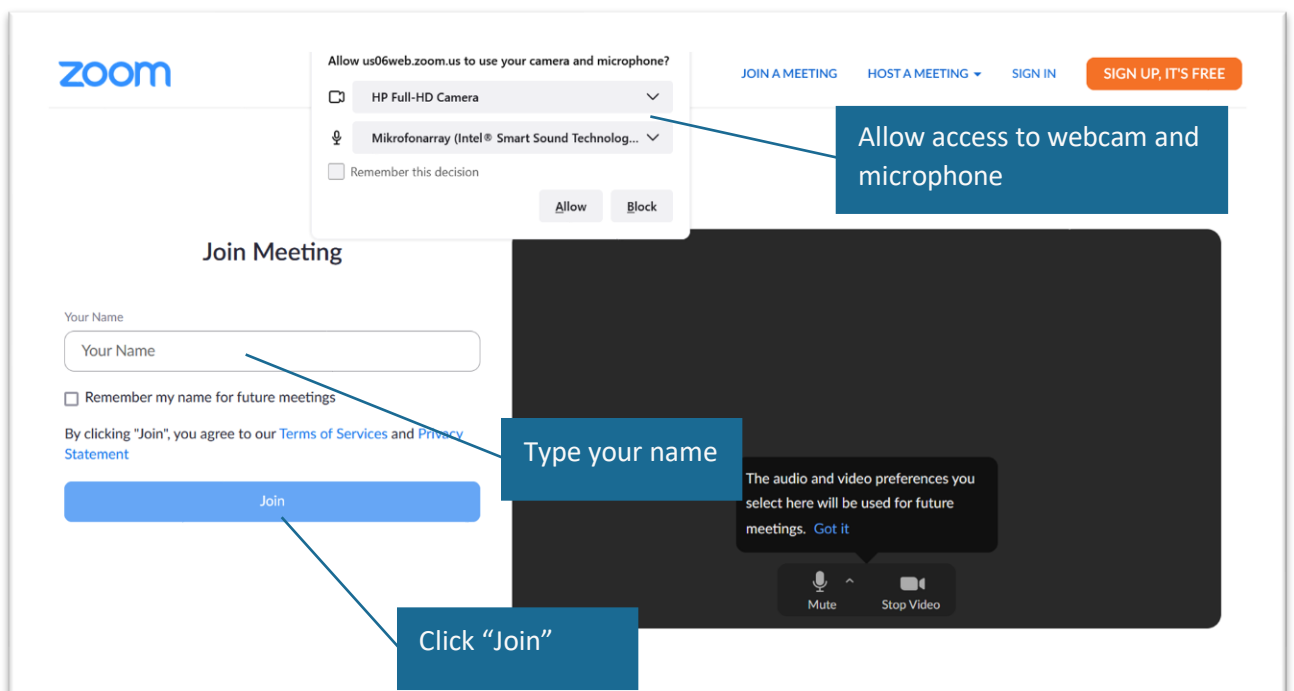 zoom
Allow us06web.zoom.us to use your camera and microphone?
HP Full-HD Camera
Mikrofonarray (Intel® Smart Sound Technolog...
Remember this decision
Allow Block
JOIN A MEETING HOST A MEETING SIGN IN SIGN UP, IT'S FREE
Allow access to webcam and
microphone
Join Meeting
Your Name
Your Name
Remember my name for future meetings
By clicking "Join", you agree to our Terms of Services and Privacy
Statement
Join
Type your name
Click “Join”
The audio and video preferences you
select here will be used for future
meetings. Got it
Mute Stop Video